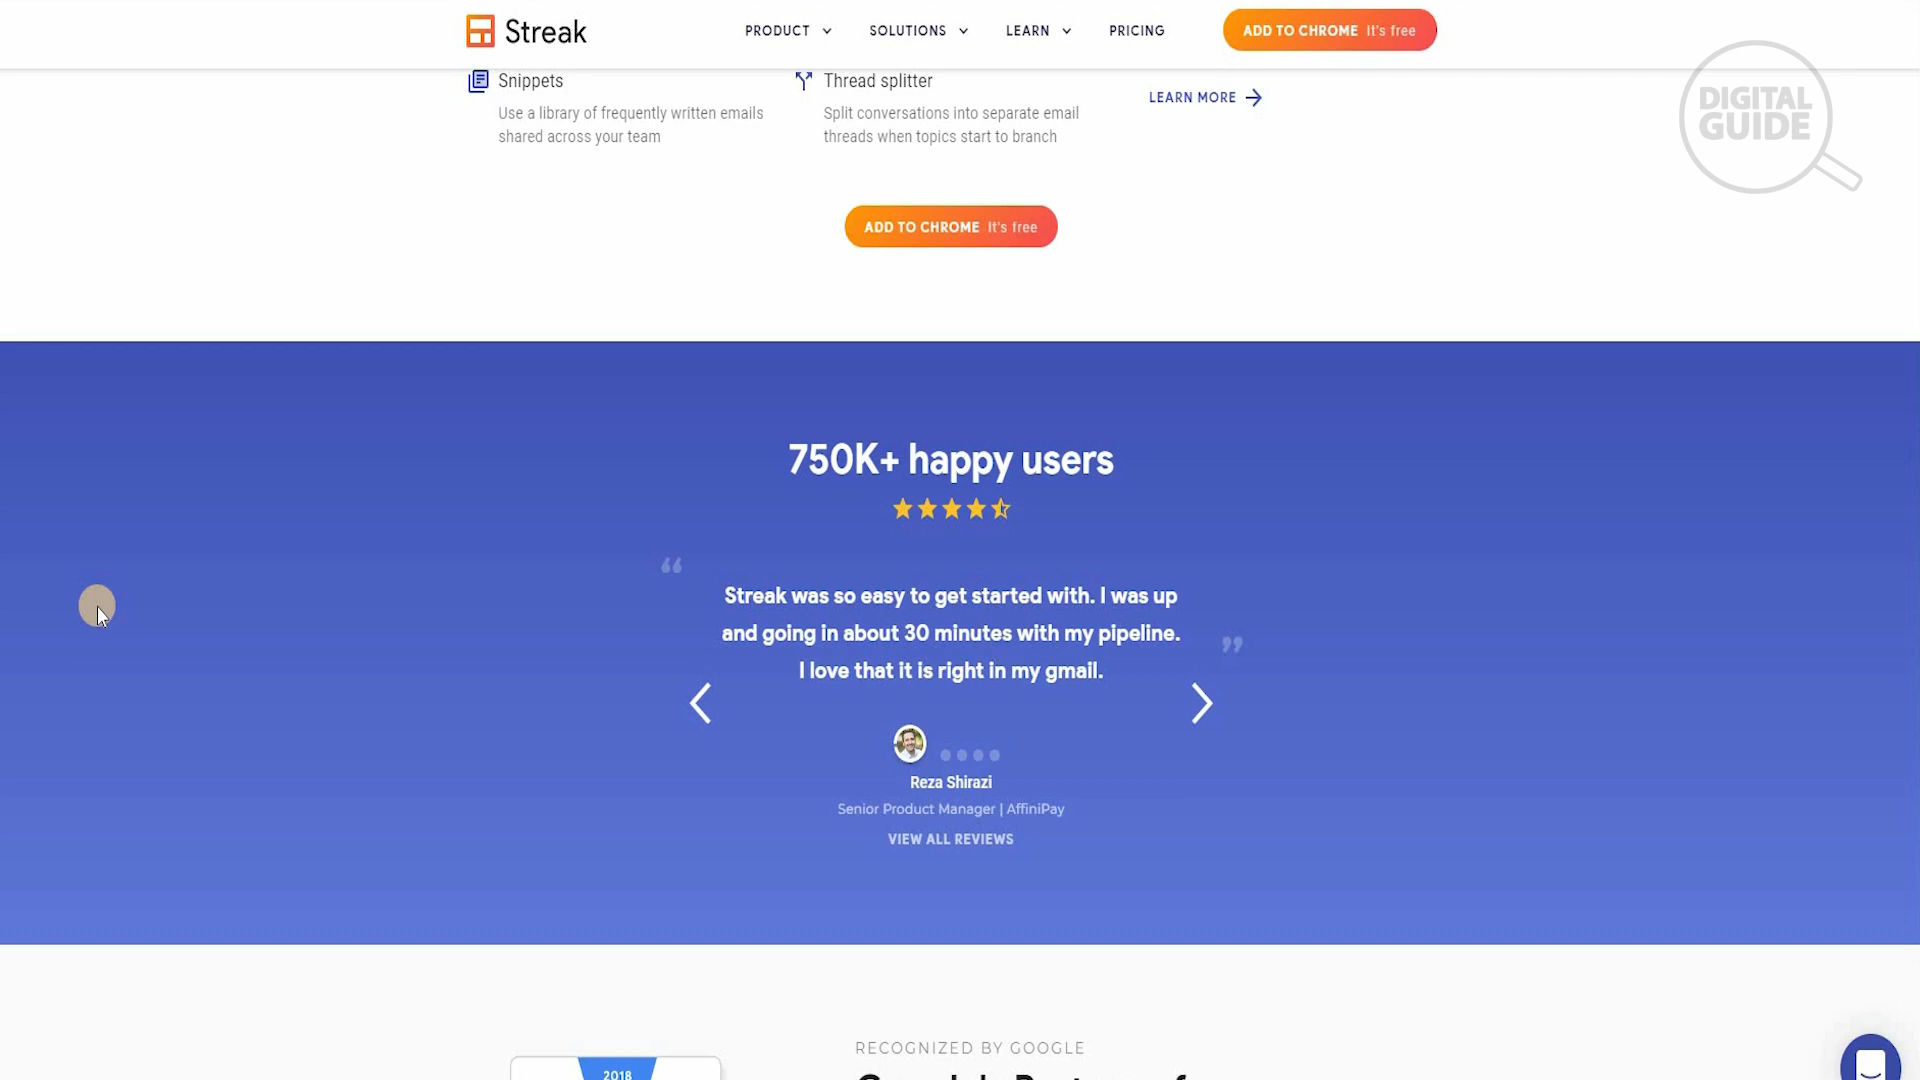 Streak
PRODUCT
SOLUTIONS
LEARN
PRICING
ADD TO CHROME It's free
DIGITAL
GUIDE
Snippets
Use a library of frequently written emails
shared across your team
Thread splitter
Split conversations into separate email
threads when topics start to branch
LEARN MORE
ADD TO CHROME It's free
750K+ happy users
“
Streak was so easy to get started with. I was up
and going in about 30 minutes with my pipeline.
I love that it is right in my gmail.
”
Reza Shirazi
Senior Product Manager | AffiniPay
VIEW ALL REVIEWS
RECOGNIZED BY GOOGLE
2018